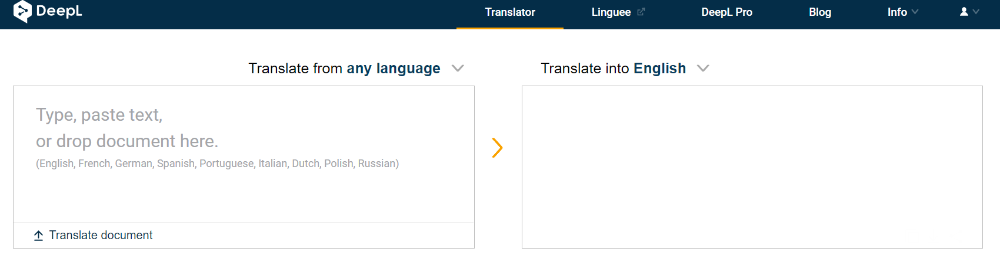 DeepL
Translator
Linguee
DeepL Pro
Blog
Info
Translate from any language
Translate into English
Type, paste text,
or drop document here.
(English, French, German, Spanish, Portuguese, Italian, Dutch, Polish, Russian)
Translate document